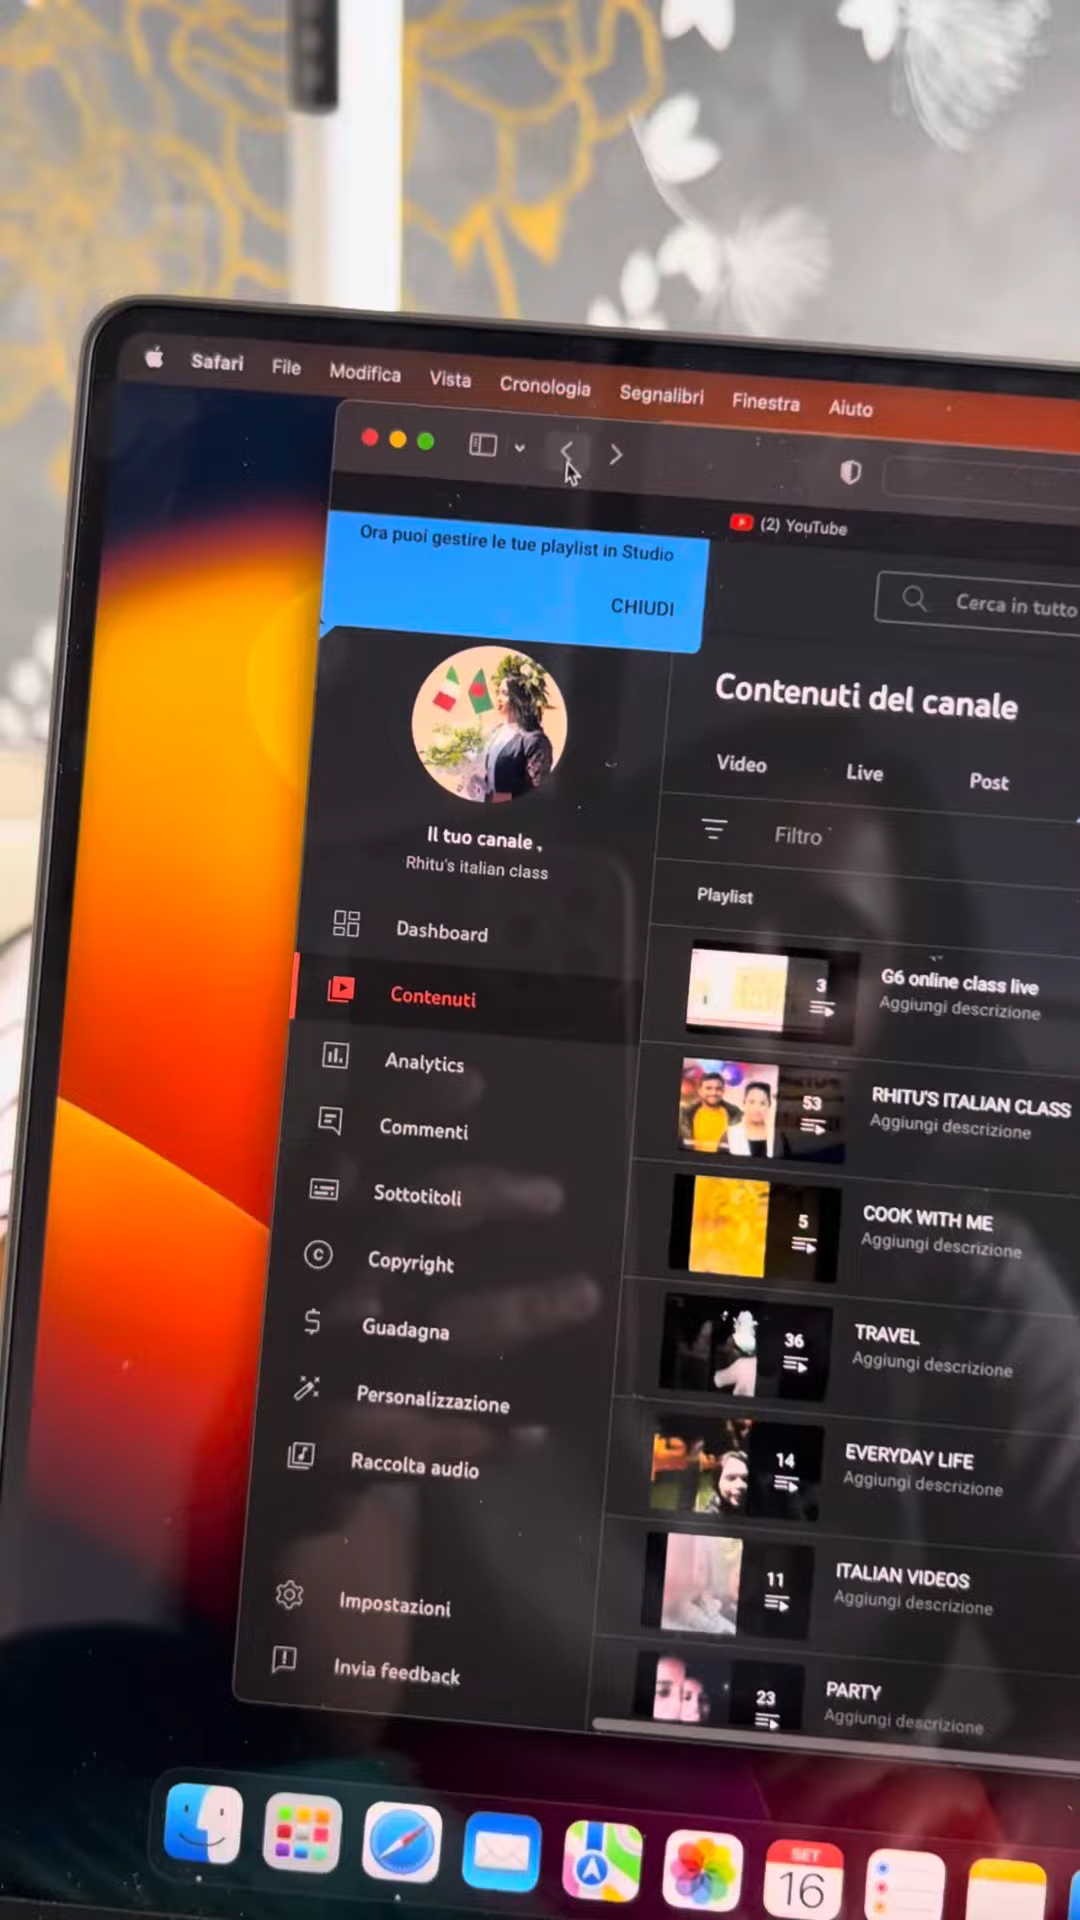 Safari File Modifica Vista Cronologia Segnalibri Finestra Aiuto
(2) YouTube
Ora puoi gestire le tue playlist in Studio
CHIUDI
Cerca in tutto
Il tuo canale
Rhitu's italian class
Dashboard
Contenuti
Analytics
Commenti
Sottotitoli
Copyright
Guadagna
Personalizzazione
Raccolta audio
Impostazioni
Invia feedback
Contenuti del canale
Video Live Post
Filtro
Playlist
3
G6 online class live
Aggiungi descrizione
53
RHITU'S ITALIAN CLASS
Aggiungi descrizione
5
COOK WITH ME
Aggiungi descrizione
36
TRAVEL
Aggiungi descrizione
14
EVERYDAY LIFE
Aggiungi descrizione
11
ITALIAN VIDEOS
Aggiungi descrizione
23
PARTY
Aggiungi descrizione
SET
16